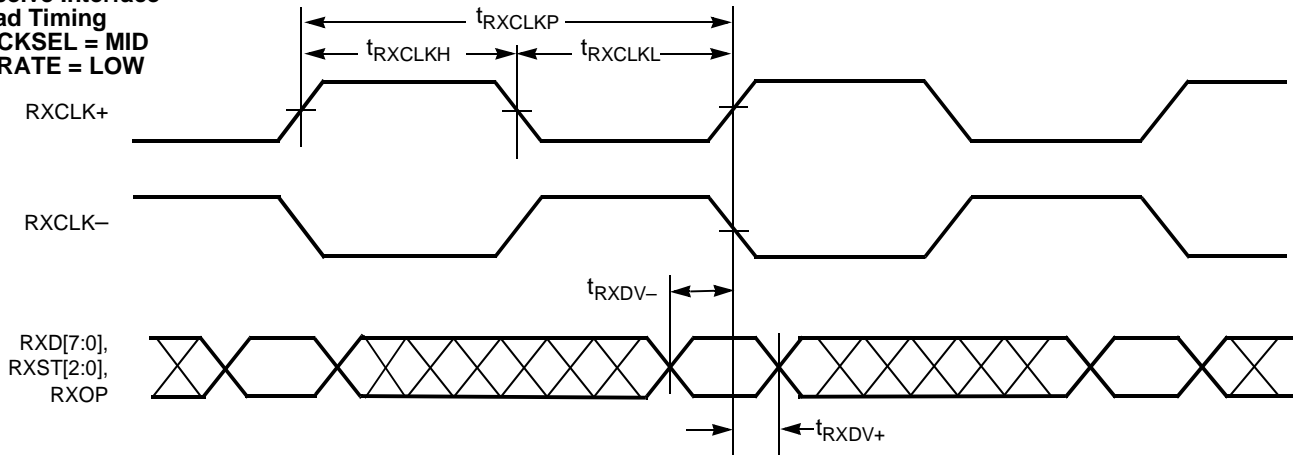 ad Timing
CKSEL = MID
RATE = LOW
tRXCLKP
tRXCLKH
tRXCLKL
RXCLK+
RXCLK–
tRXDV–
RXD[7:0],
RXST[2:0],
RXOP
tRXDV+